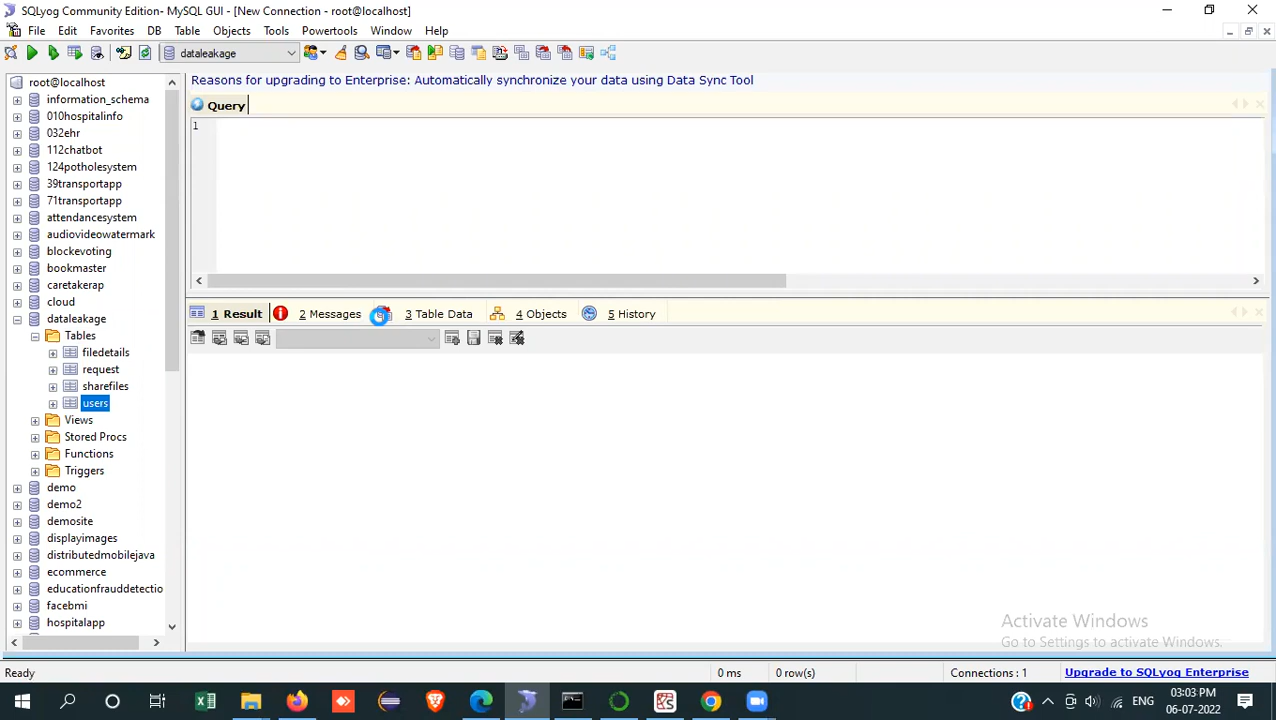 SQLyog Community Edition- MySQL GUI - [New Connection - root@localhost]
File Edit Favorites DB Table Objects Tools Powertools Window Help
dataleakage
root@localhost
information_schema
010hospitalinfo
032ehr
112chatbot
124potholesystem
39transportapp
71transportapp
attendancesystem
audiovideowatermark
blockevoting
bookmaster
caretakerap
cloud
dataleakage
Tables
filedetails
request
sharefiles
users
Views
Stored Procs
Functions
Triggers
demo
demo2
demosite
displayimages
distributedmobilejava
ecommerce
educationfrauddetectio
facebmi
hospitalapp
Reasons for upgrading to Enterprise: Automatically synchronize your data using Data Sync Tool
Query
1
1 Result 2 Messages 3 Table Data 4 Objects 5 History
Activate Windows
Go to Settings to activate Windows.
Ready 0 ms 0 row(s) Connections : 1 Upgrade to SQLyog Enterprise
ENG 03:03 PM
06-07-2022